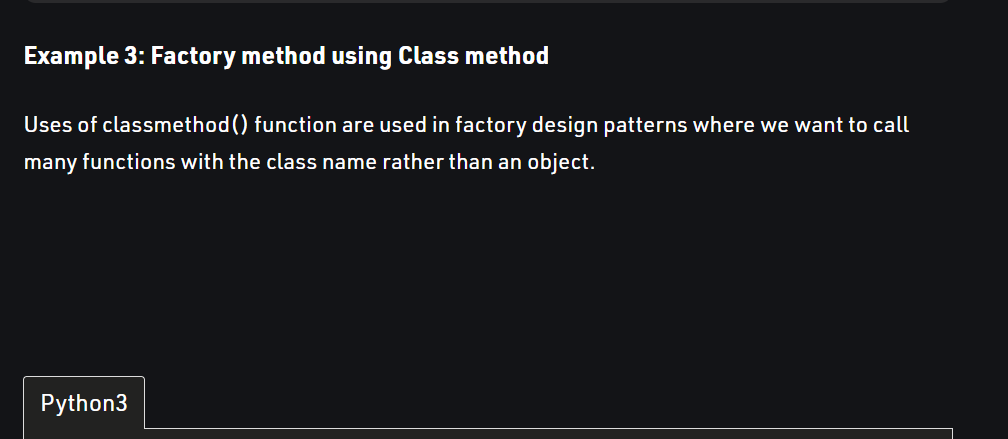 Example 3: Factory method using Class method
Uses of classmethod() function are used in factory design patterns where we want to call
many functions with the class name rather than an object.
Python3